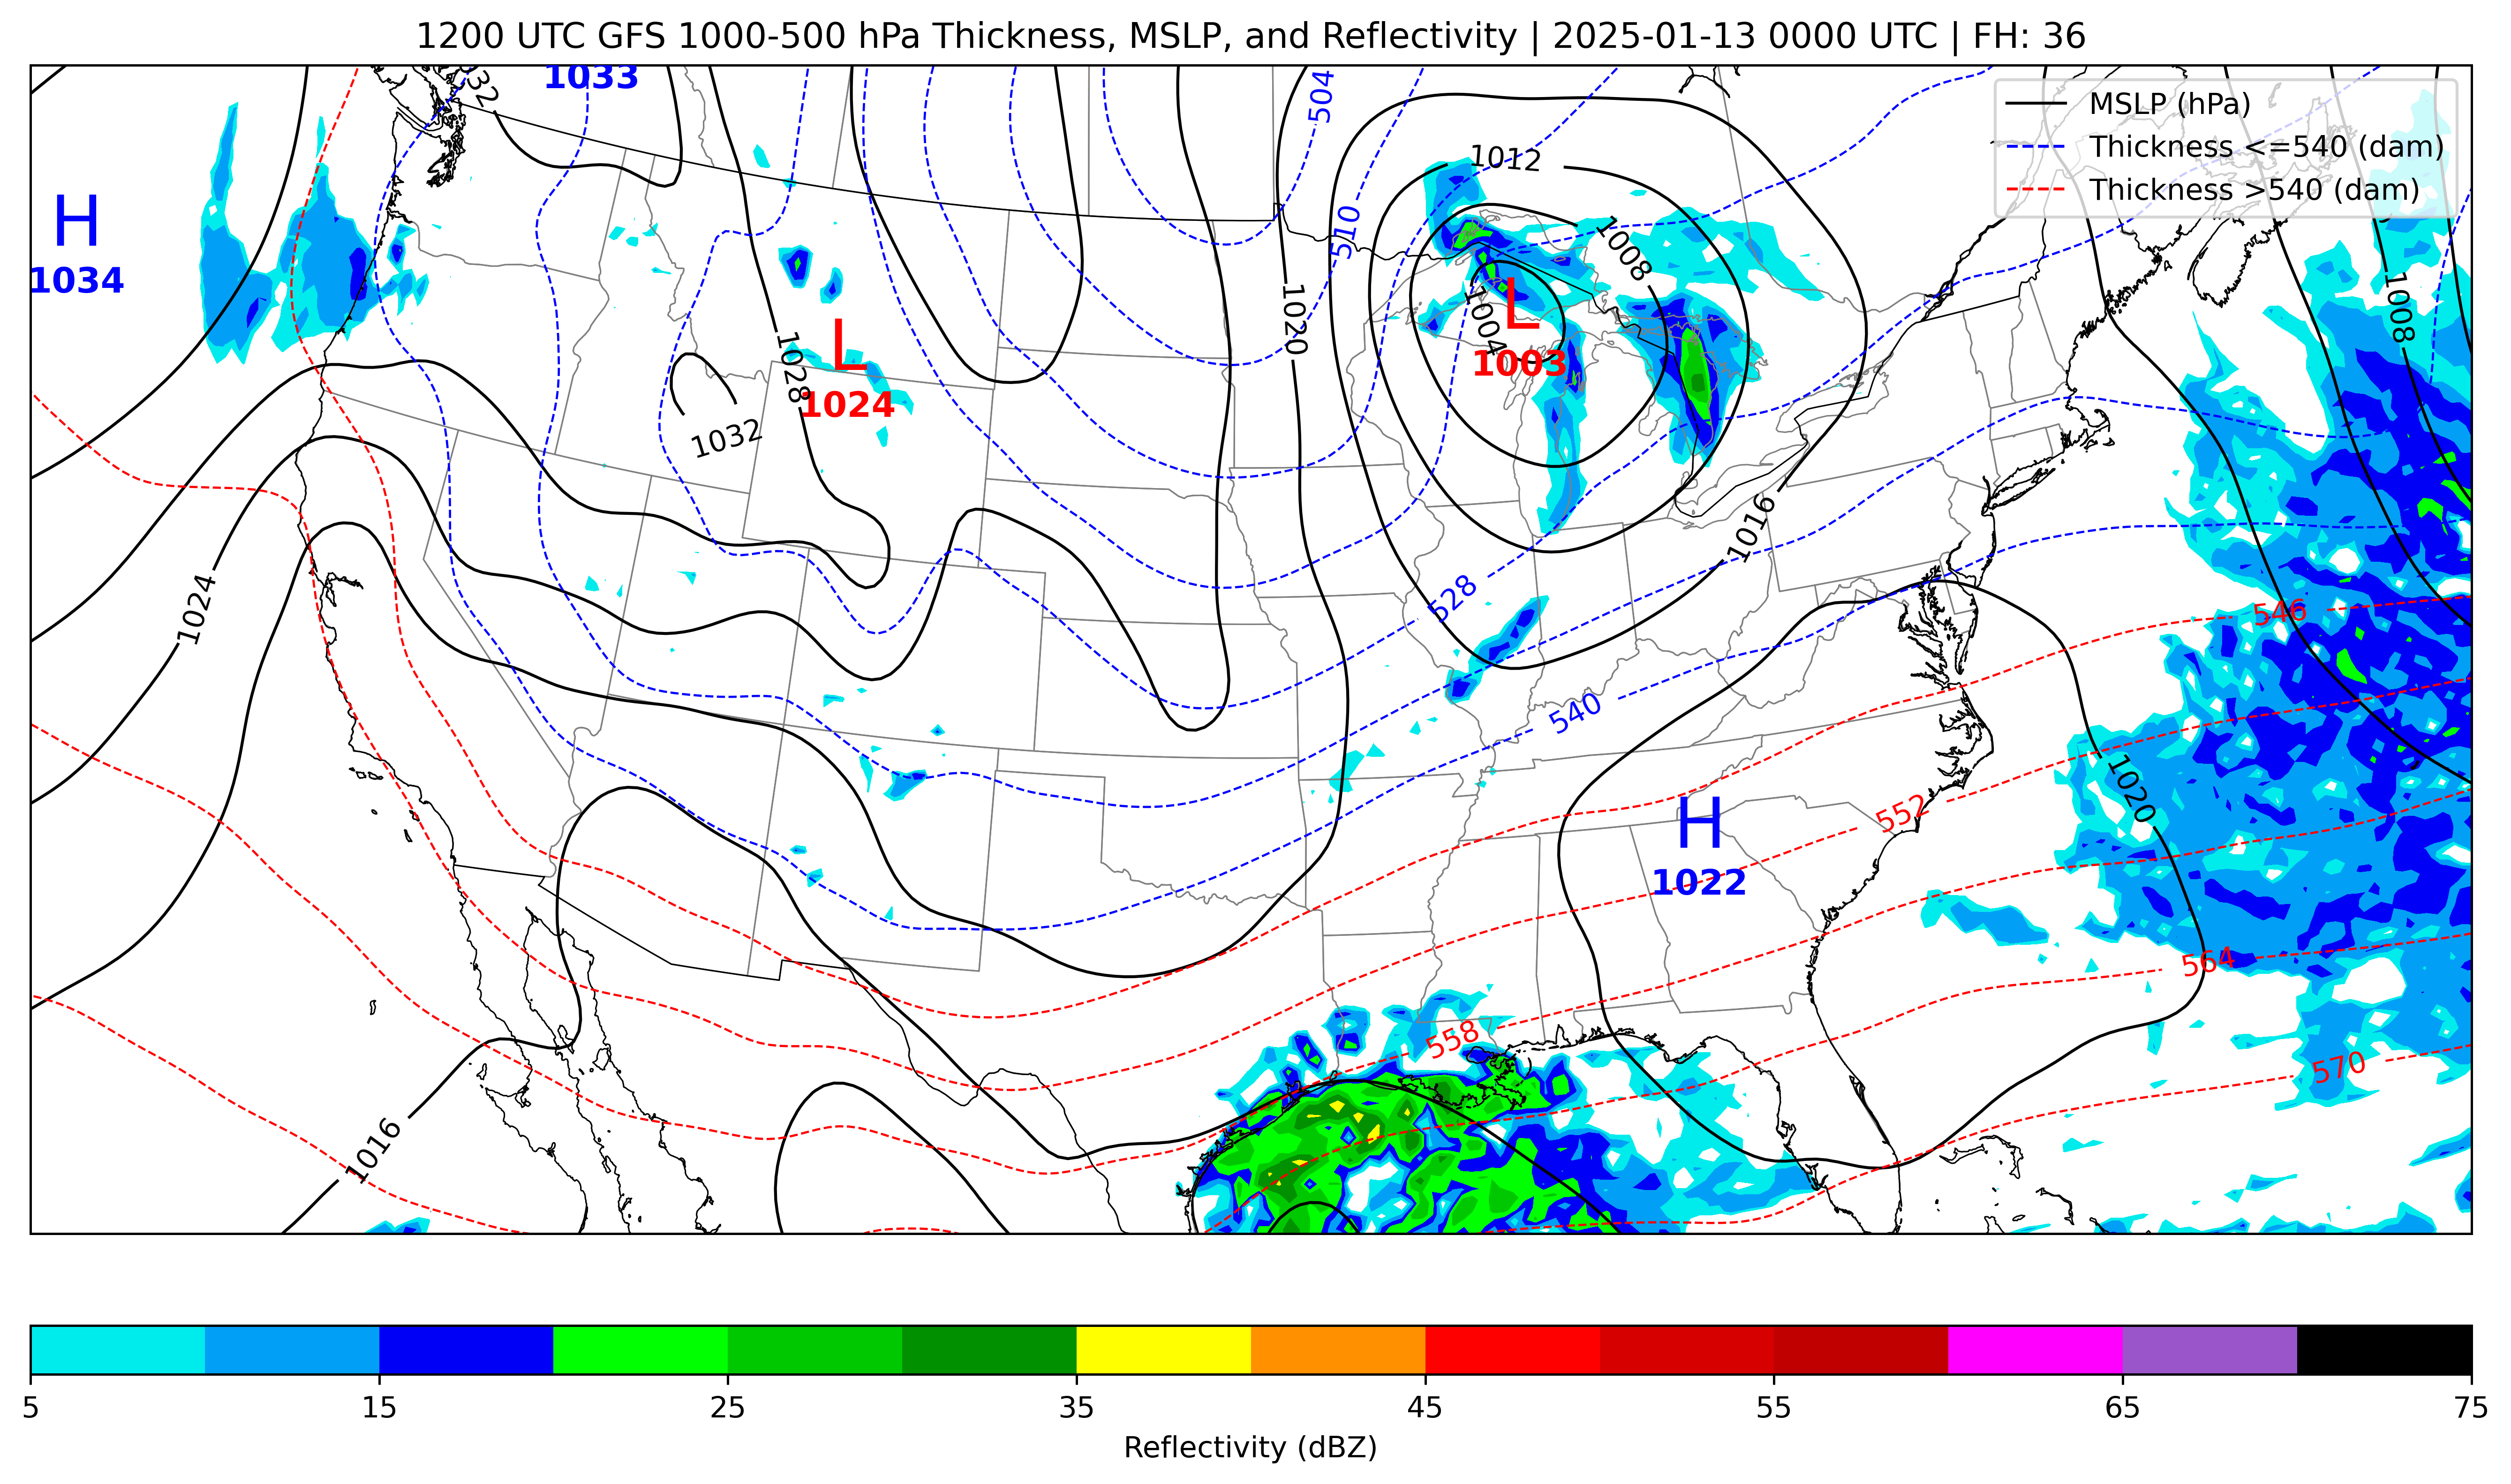 1200 UTC GFS 1000-500 hPa Thickness, MSLP, and Reflectivity | 2025-01-13 0000 UTC | FH: 36
MSLP (hPa)
Thickness <=540 (dam)
Thickness >540 (dam)
1033
32
504
1012
H
1034
510
1008
1008
L
1003
1004
1020
L
1024
1028
1032
1016
1024
528
546
540
552
1020
H
1022
564
558
570
1016
5 15 25 35 45 55 65 75
Reflectivity (dBZ)